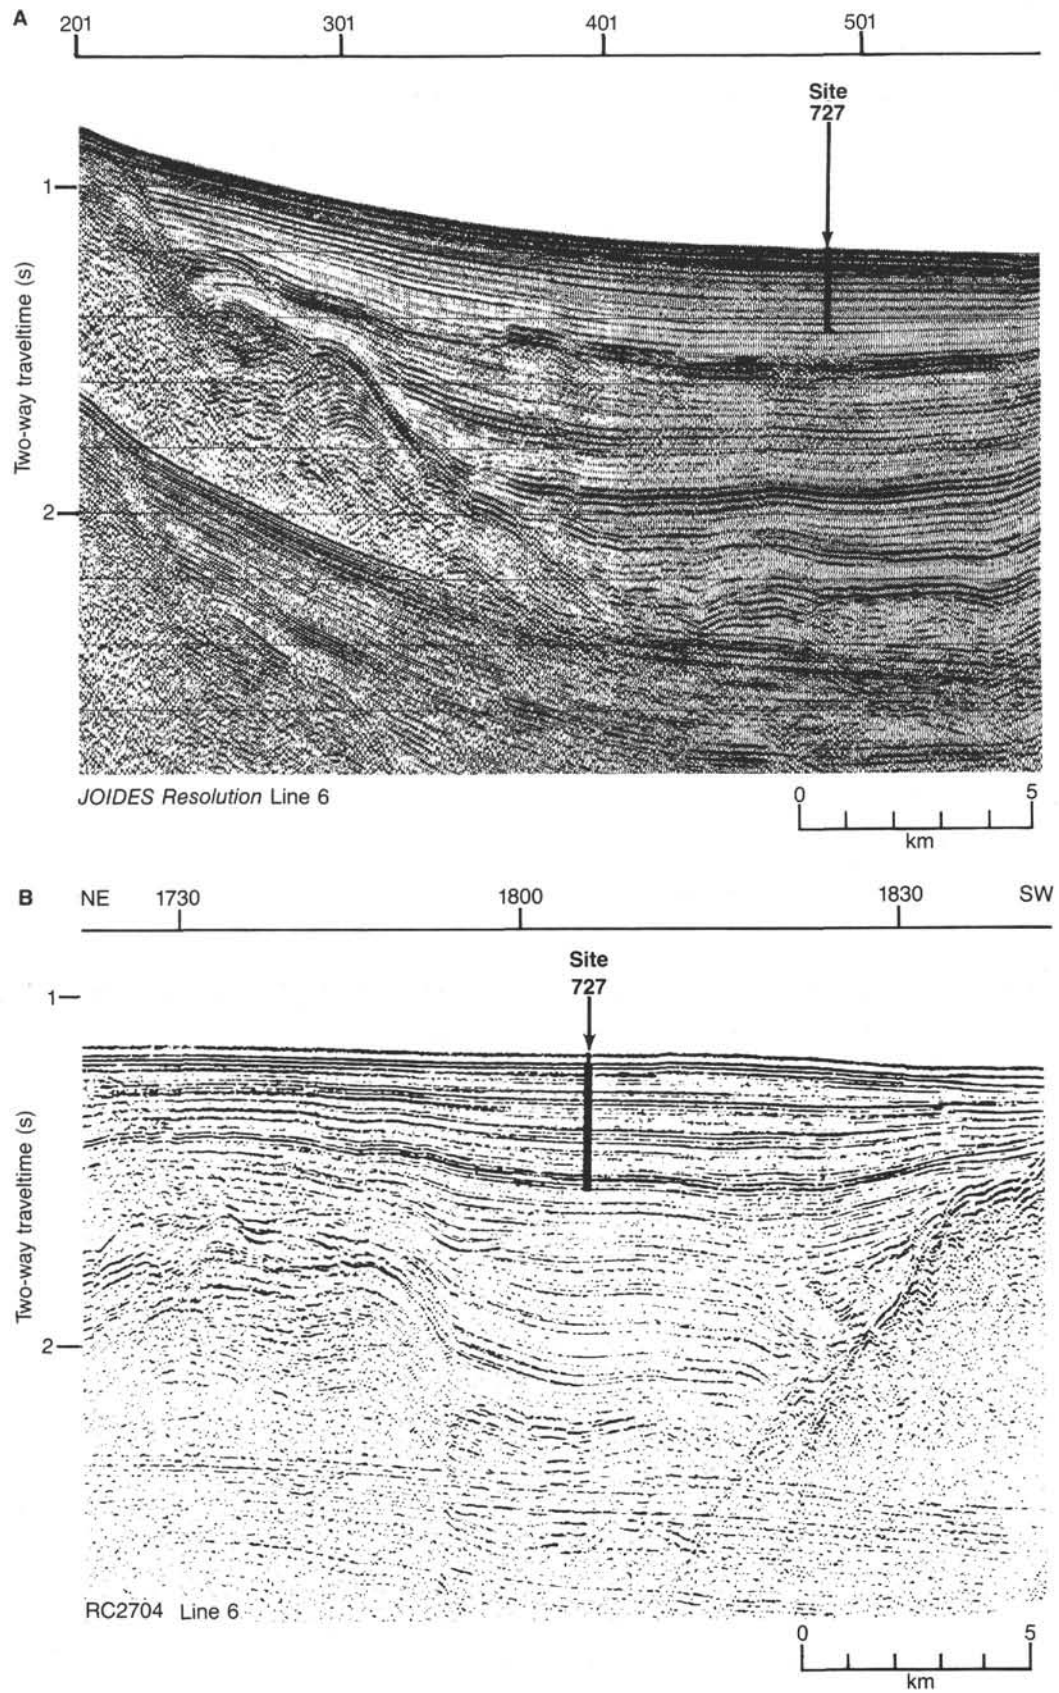 A
201 301 401 501
Site
727
1
Two-way traveltime (s)
2
JOIDES Resolution Line 6
0 5
km
B NE 1730 1800 1830 SW
Site
727
1
Two-way traveltime (s)
2
RC2704 Line 6
0 5
km